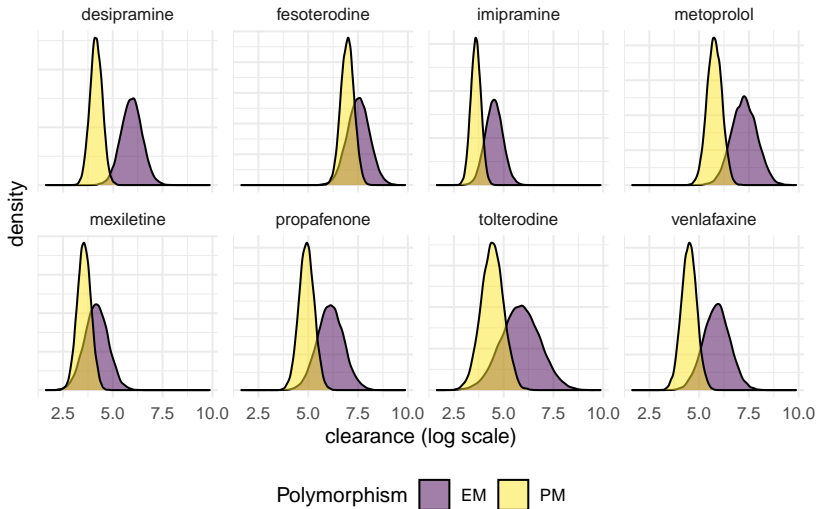 desipramine fesoterodine imipramine metoprolol
density
mexiletine propafenone tolterodine venlafaxine
2.5 5.0 7.5 10.0 2.5 5.0 7.5 10.0 2.5 5.0 7.5 10.0 2.5 5.0 7.5 10.0
clearance (log scale)
Polymorphism EM PM